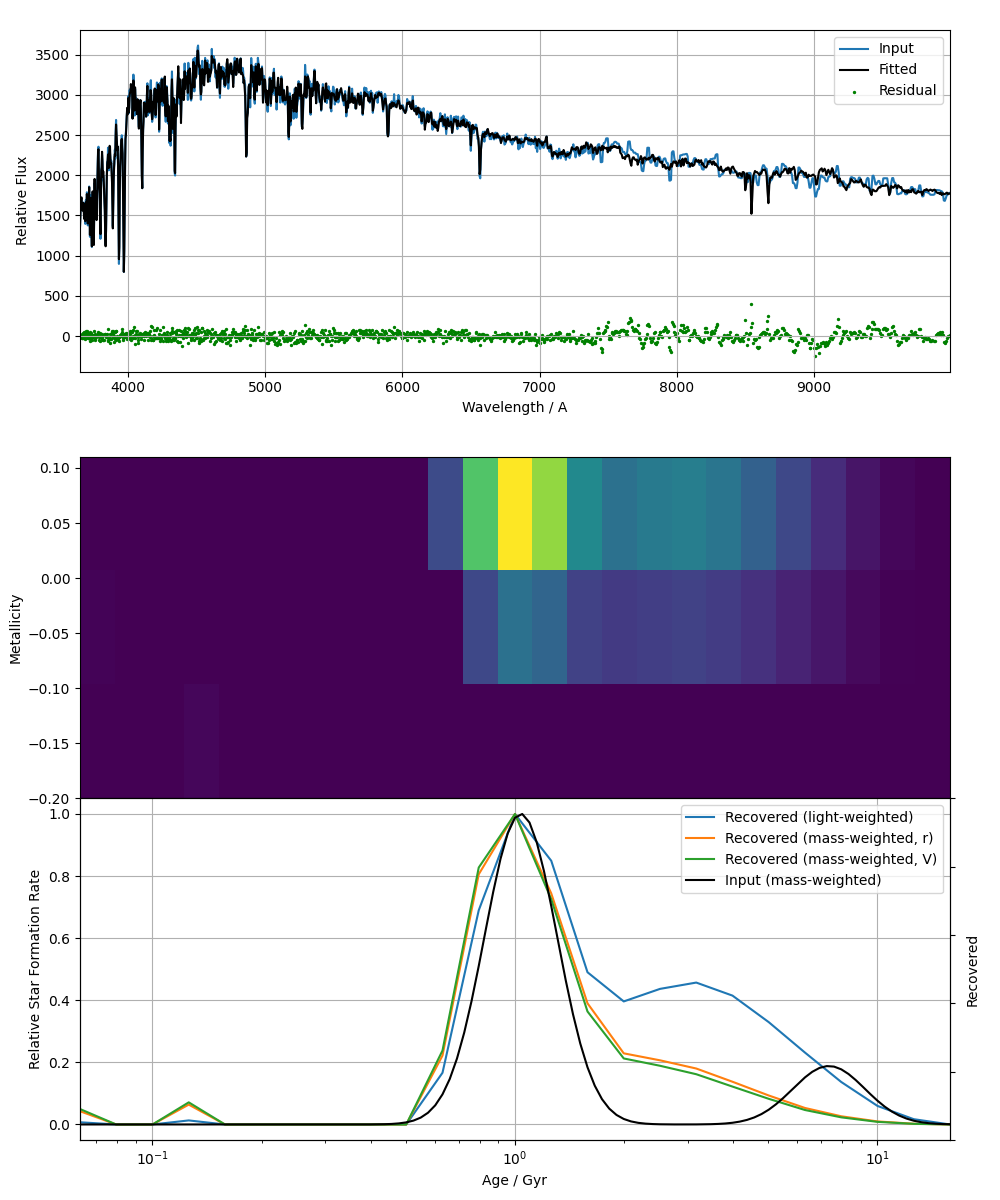 Relative Flux
3500
3000
2500
2000
1500
1000
500
0
Input
Fitted
Residual
4000 5000 6000 7000 8000 9000
Wavelength / A
Metallicity
0.10
0.05
0.00
−0.05
−0.10
−0.15
−0.20
Relative Star Formation Rate
1.0
0.8
0.6
0.4
0.2
0.0
Recovered (light-weighted)
Recovered (mass-weighted, r)
Recovered (mass-weighted, V)
Input (mass-weighted)
Recovered
10⁻¹ 10⁰ 10¹
Age / Gyr